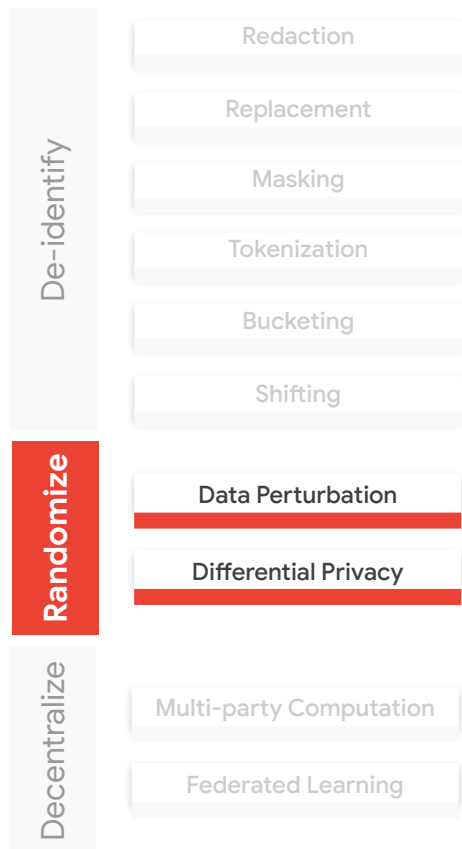 De-identify
Redaction
Replacement
Masking
Tokenization
Bucketing
Shifting
Randomize
Data Perturbation
Differential Privacy
Decentralize
Multi-party Computation
Federated Learning